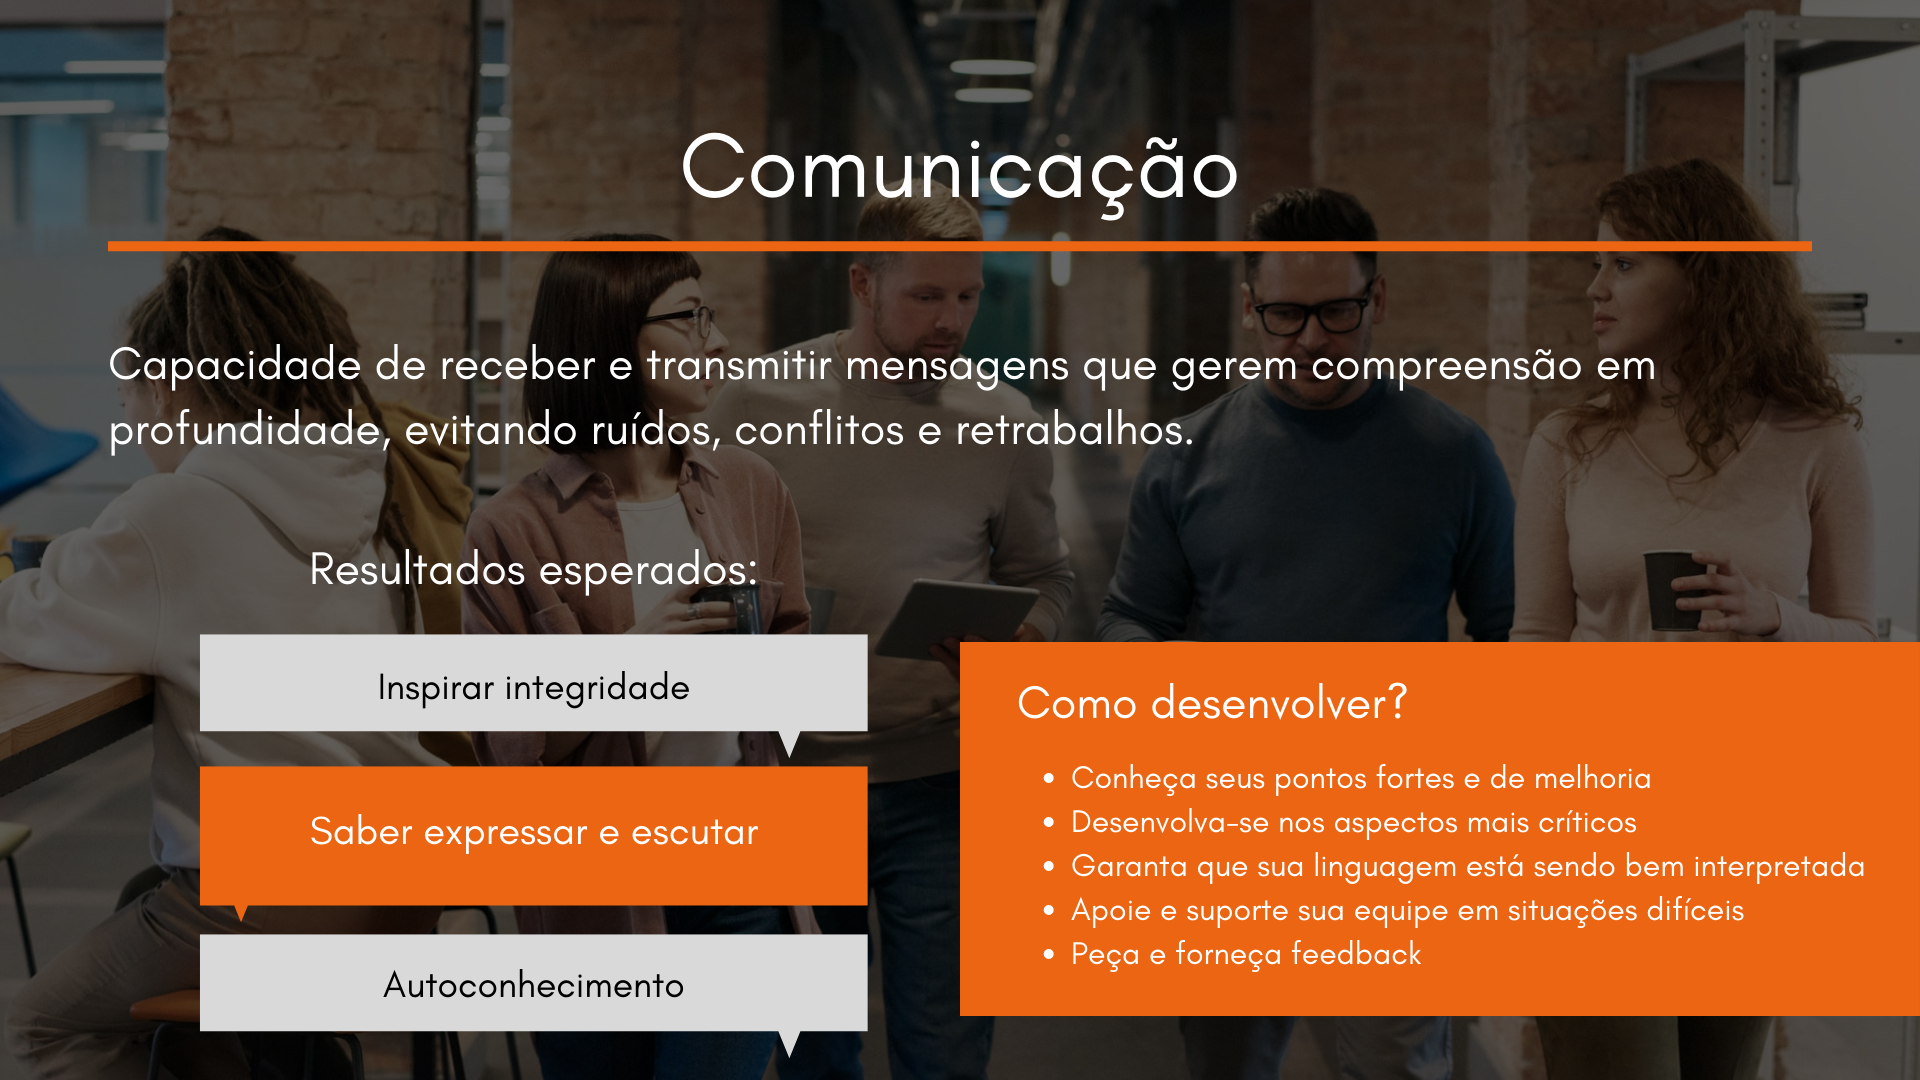 Comunicação
Capacidade de receber e transmitir mensagens que gerem compreensão em
profundidade, evitando ruídos, conflitos e retrabalhos.
Resultados esperados:
Inspirar integridade
Saber expressar e escutar
Autoconhecimento
Como desenvolver?
• Conheça seus pontos fortes e de melhoria
• Desenvolva-se nos aspectos mais críticos
• Garanta que sua linguagem está sendo bem interpretada
• Apoie e suporte sua equipe em situações difíceis
• Peça e forneça feedback